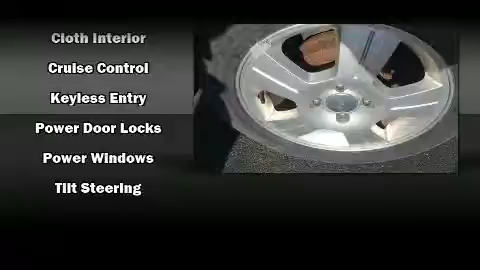 Cloth Interior
Cruise Control
Keyless Entry
Power Door Locks
Power Windows
Tilt Steering